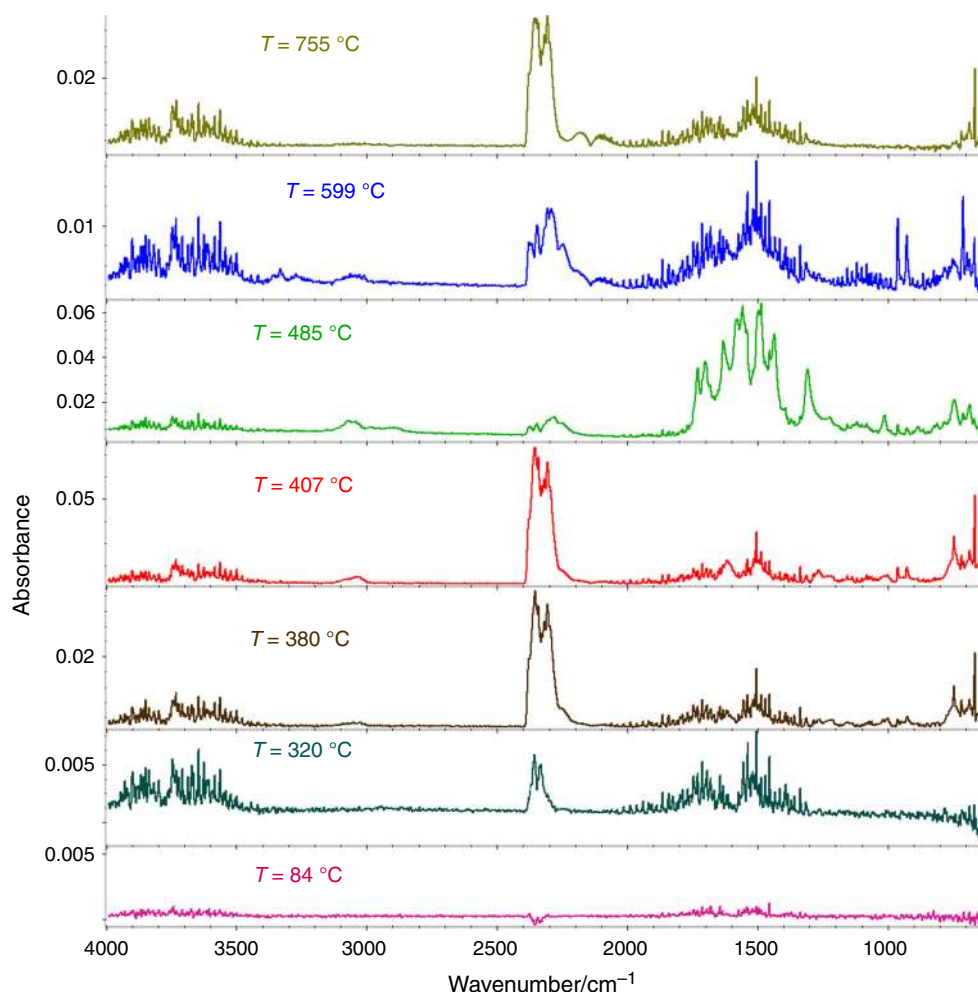 T = 755 °C
0.02
T = 599 °C
0.01
T = 485 °C
0.06
0.04
0.02
T = 407 °C
0.05
T = 380 °C
0.02
T = 320 °C
0.005
T = 84 °C
0.005
Absorbance
4000 3500 3000 2500 2000 1500 1000
Wavenumber/cm⁻¹